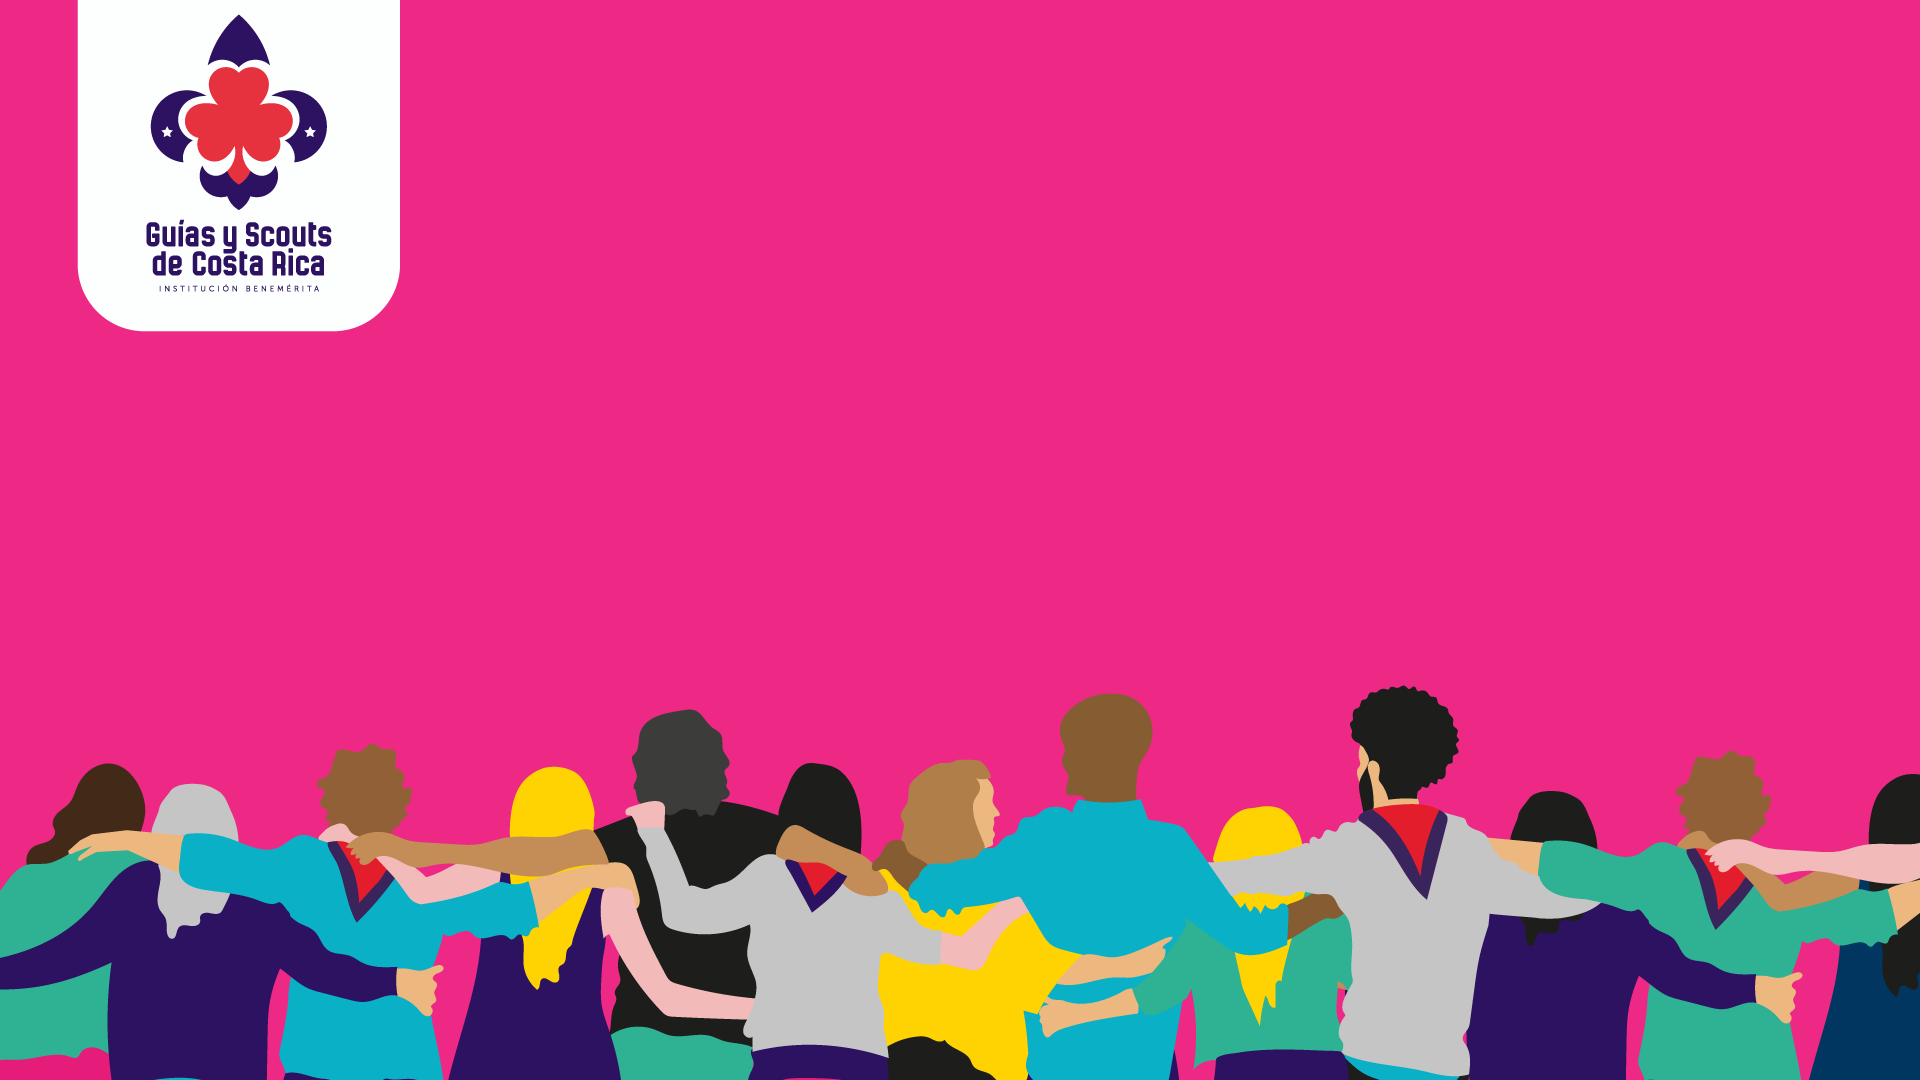 Guías y Scouts
de Costa Rica
INSTITUCIÓN BENEMÉRITA